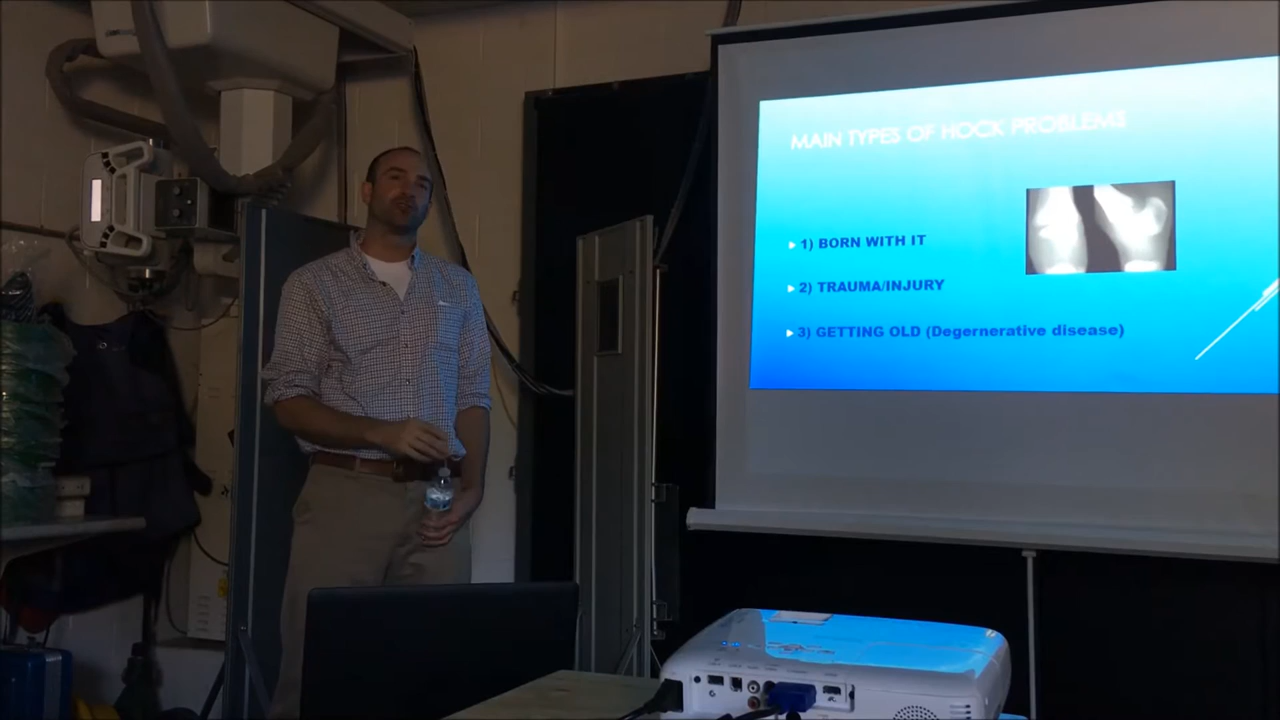 MAIN TYPES OF HOCK PROBLEMS
1) BORN WITH IT
2) TRAUMA/INJURY
3) GETTING OLD (Degernerative disease)